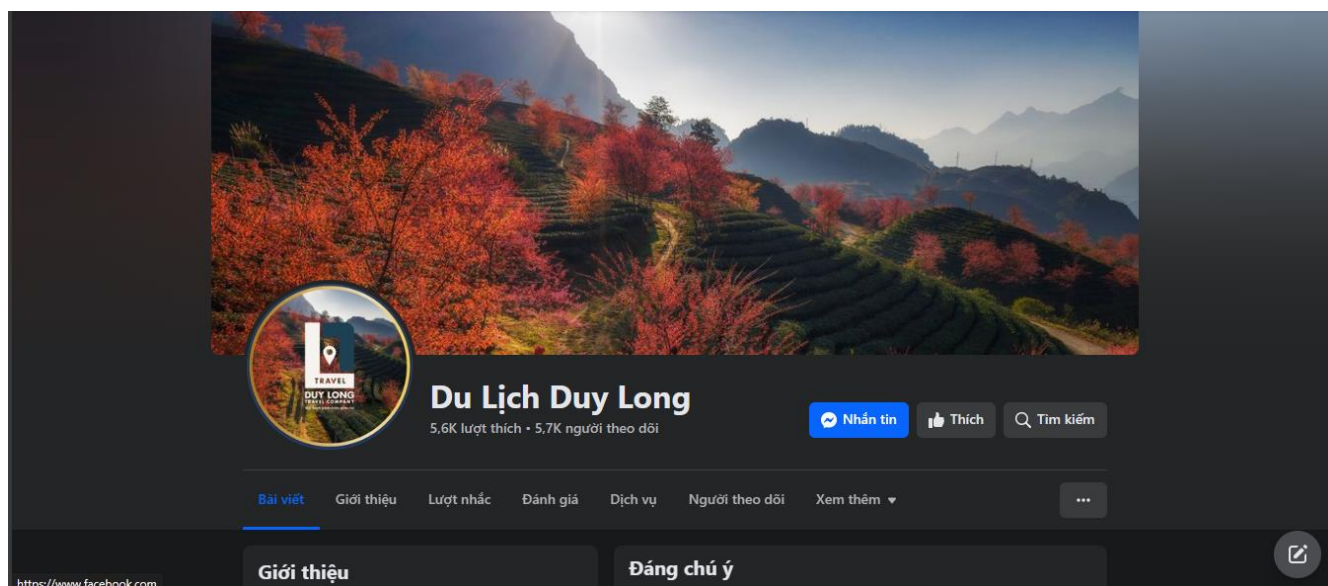 TRAVEL
DUY LONG
TRAVEL COMPANY
Du Lịch Duy Long
5,6K lượt thích • 5,7K người theo dõi
Nhắn tin
Thích
Tìm kiếm
Bài viết
Giới thiệu
Lượt nhắc
Đánh giá
Dịch vụ
Người theo dõi
Xem thêm
Giới thiệu
Đáng chú ý
https://www.facebook.com